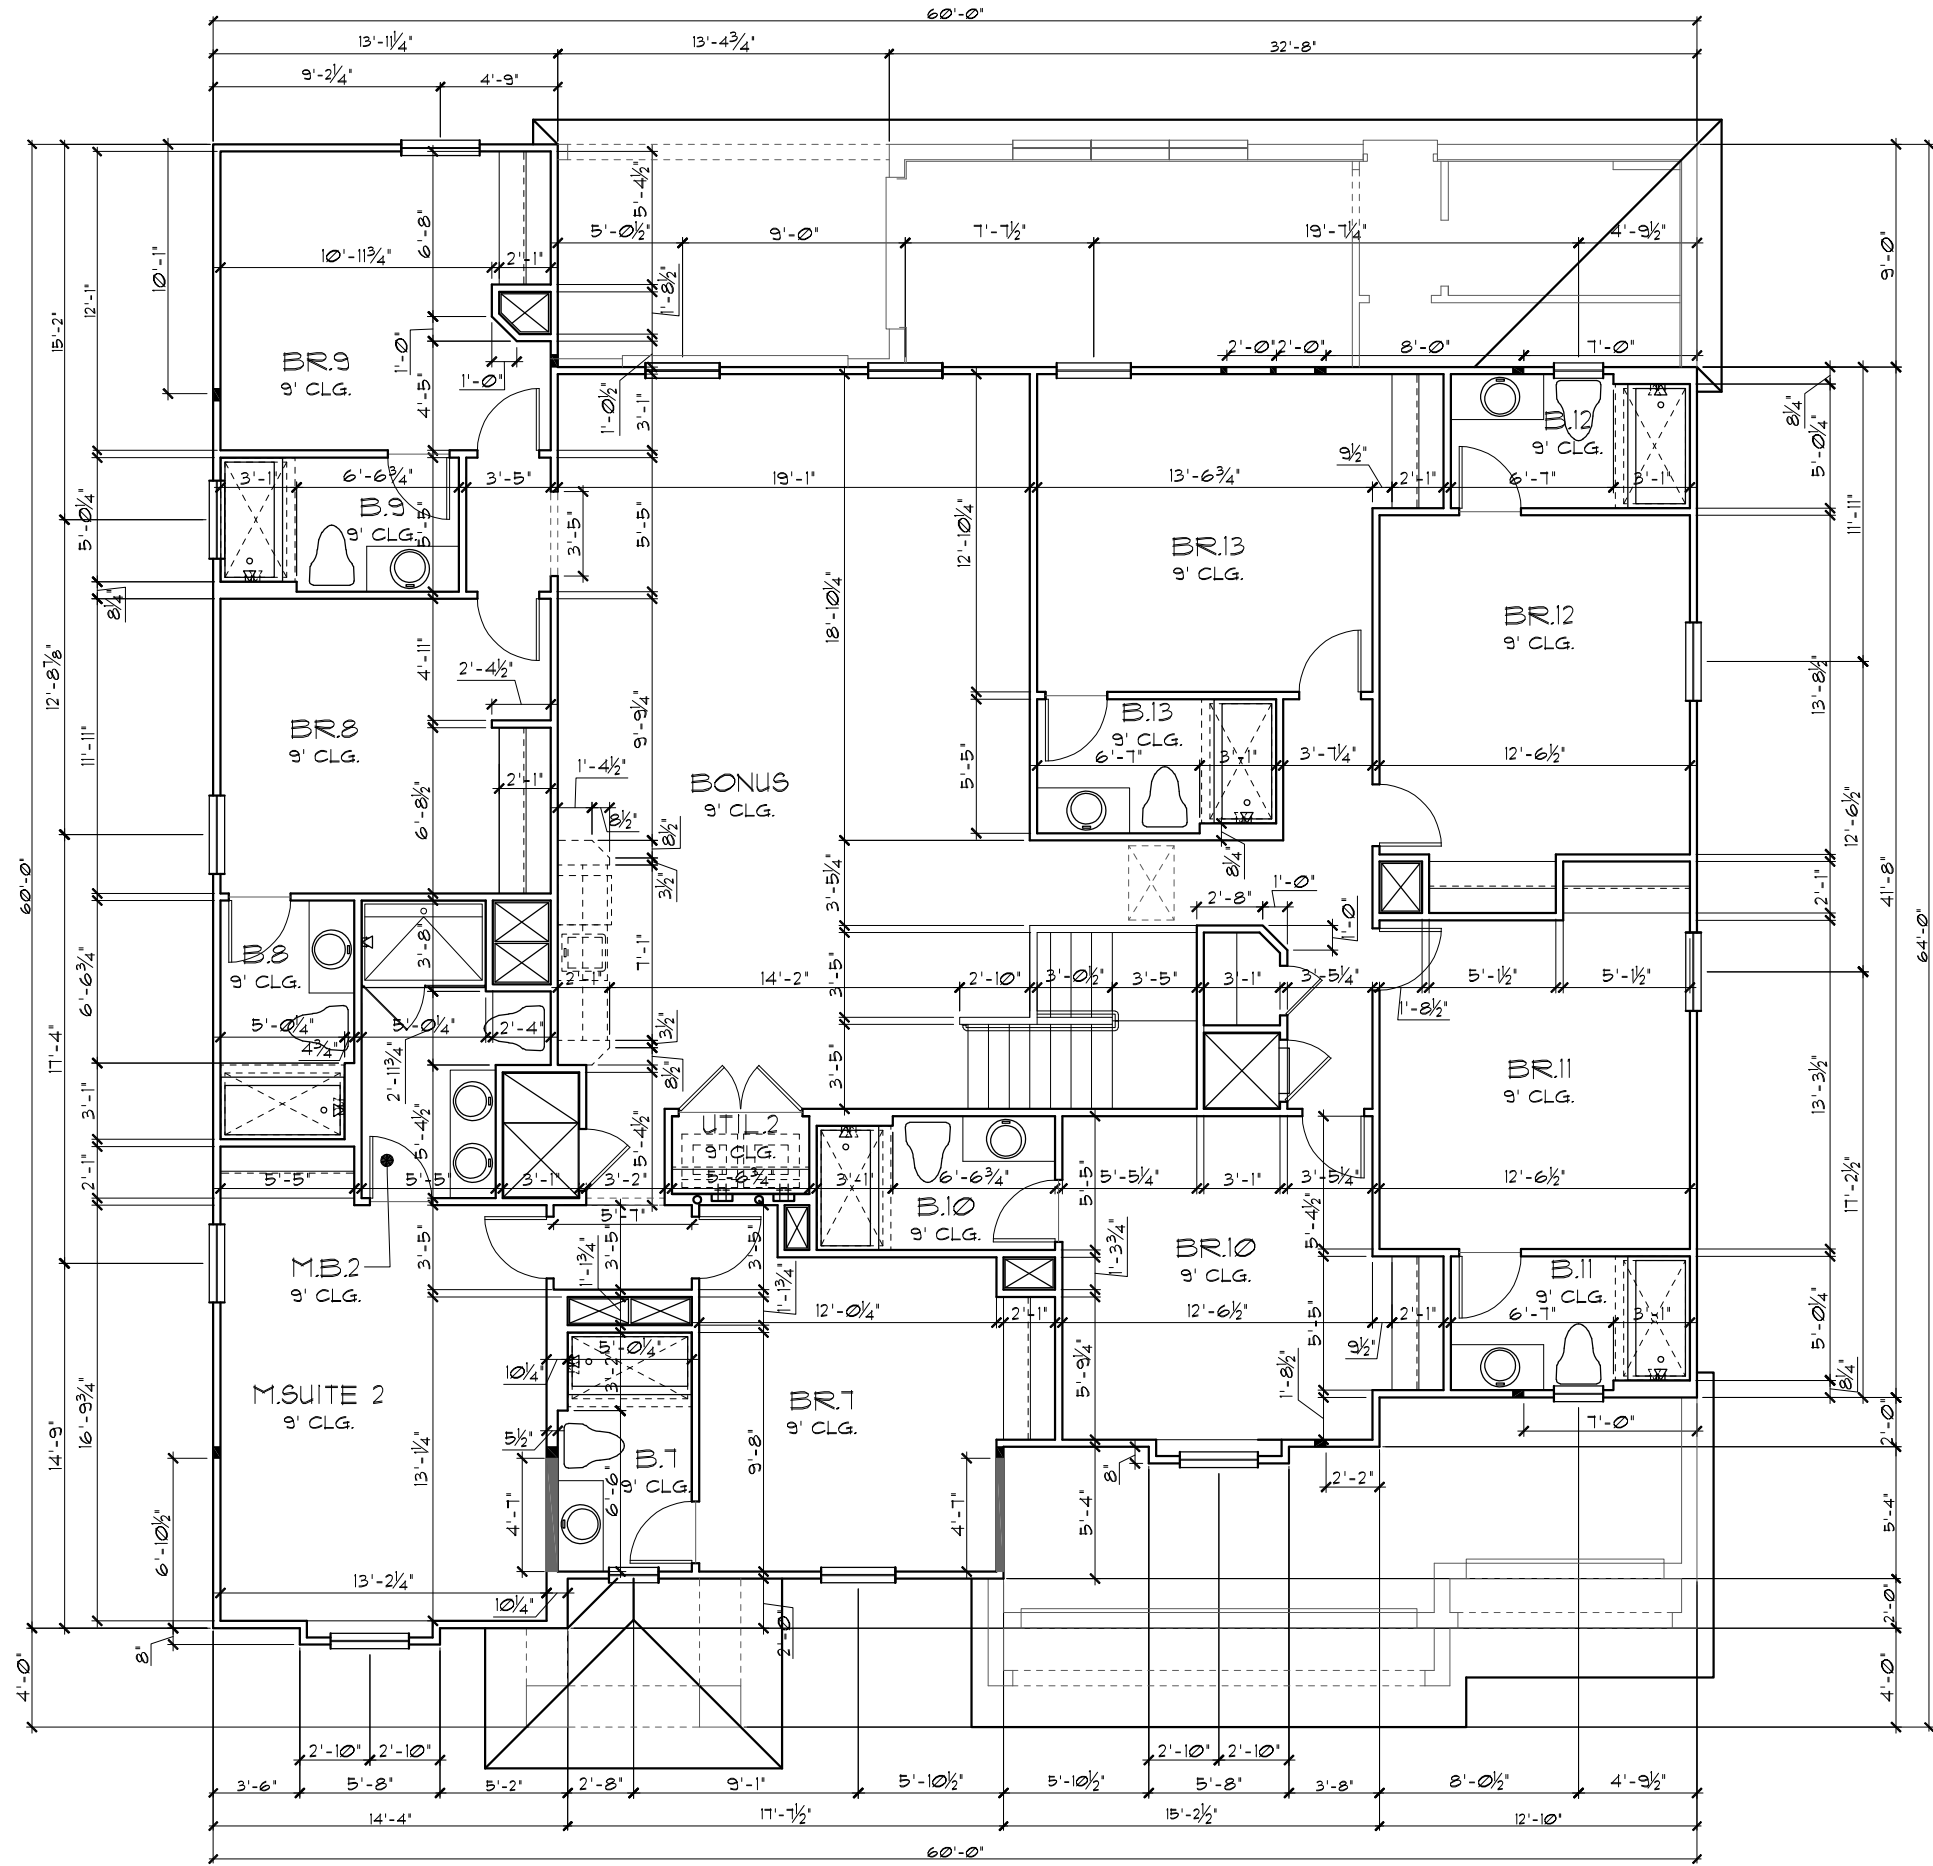 60'-0"
13'-11¼" 13'-4¾" 32'-8"
9'-2¼" 4'-9"
5'-4½"
6'-8"
5'-0½" 9'-0" 7'-7½" 19'-7¼" 4'-9½"
9'-0"
10'-1"
10'-11¾" 2'-1"
12'-1"
1'-8½"
15'-2"
1'-0"
2'-0" 2'-0" 8'-0" 7'-0"
BR.9
9' CLG.
1'-0"
4'-5"
1'-0½"
3'-1"
B.12
9' CLG.
8¼"
5'-0¼"
9½"
3'-1" 6'-6¾" 3'-5" 19'-1" 13'-6¾" 2'-1" 6'-7" 3'-1"
B.9
9' CLG.
5'-0¼"
5'-5"
3'-5"
5'-5"
12'-10¼"
11'-11"
BR.13
9' CLG.
8¼"
18'-10¼"
BR.12
9' CLG.
4'-11"
2'-4½"
12'-8⅞"
13'-8½"
BR.8
9' CLG.
11'-11"
9'-9¼"
B.13
9' CLG.
6'-7" 3'-1" 3'-7¼" 12'-6½"
5'-5"
2'-1"
1'-4½"
BONUS
9' CLG.
6'-8½"
8½"
8½"
12'-6½"
60'-0"
3½"
3'-5¼"
8¼"
2'-8" 1'-0"
1'-0"
2'-1"
41'-8"
64'-0"
B.8
9' CLG.
3'-8"
7'-1"
3'-5"
6'-6¾"
2'-1" 14'-2" 2'-10" 3'-0½" 3'-5" 3'-1" 3'-5¼" 5'-1½" 5'-1½"
1'-8½"
5'-0¼" 5'-0¼" 2'-4"
4¾"
3½"
17'-4"
2'-11¾"
8½"
3'-5"
BR.11
9' CLG.
3'-1"
13'-3½"
5'-4½"
5'-4½"
UTIL.2
9' CLG.
2'-1"
5'-5" 5'-5" 3'-1" 3'-2" 5'-6¾" 3'-1" 6'-6¾" 5'-5¼" 3'-1" 3'-5¼" 12'-6½"
5'-5"
17'-2½"
B.10
9' CLG.
5'-7"
5'-4½"
3'-5" 3'-5" 3'-5"
1'-3¾"
BR.10
9' CLG.
M.B.2
9' CLG.
1'-1¾"
1'-1¾"
B.11
9' CLG.
12'-0¼" 2'-1" 12'-6½" 2'-1" 6'-7" 3'-1"
5'-0¼"
5'-5"
9½"
5'-0¼"
10¼"
3'-2"
5'-9¼"
1'-8½"
8¼"
M.SUITE 2
9' CLG.
BR.7
9' CLG.
16'-9¾"
5½"
7'-0"
2'-0"
14'-9"
13'-1¼"
B.7
9' CLG.
9'-8"
8"
2'-2"
6'-6"
6'-10½"
4'-7"
4'-7"
5'-4"
5'-4"
13'-2¼"
10¼"
2'-0"
2'-0"
8"
4'-0"
4'-0"
2'-10" 2'-10" 2'-10" 2'-10"
3'-6" 5'-8" 5'-2" 2'-8" 9'-1" 5'-10½" 5'-10½" 5'-8" 3'-8" 8'-0½" 4'-9½"
14'-4" 17'-7½" 15'-2½" 12'-10"
60'-0"